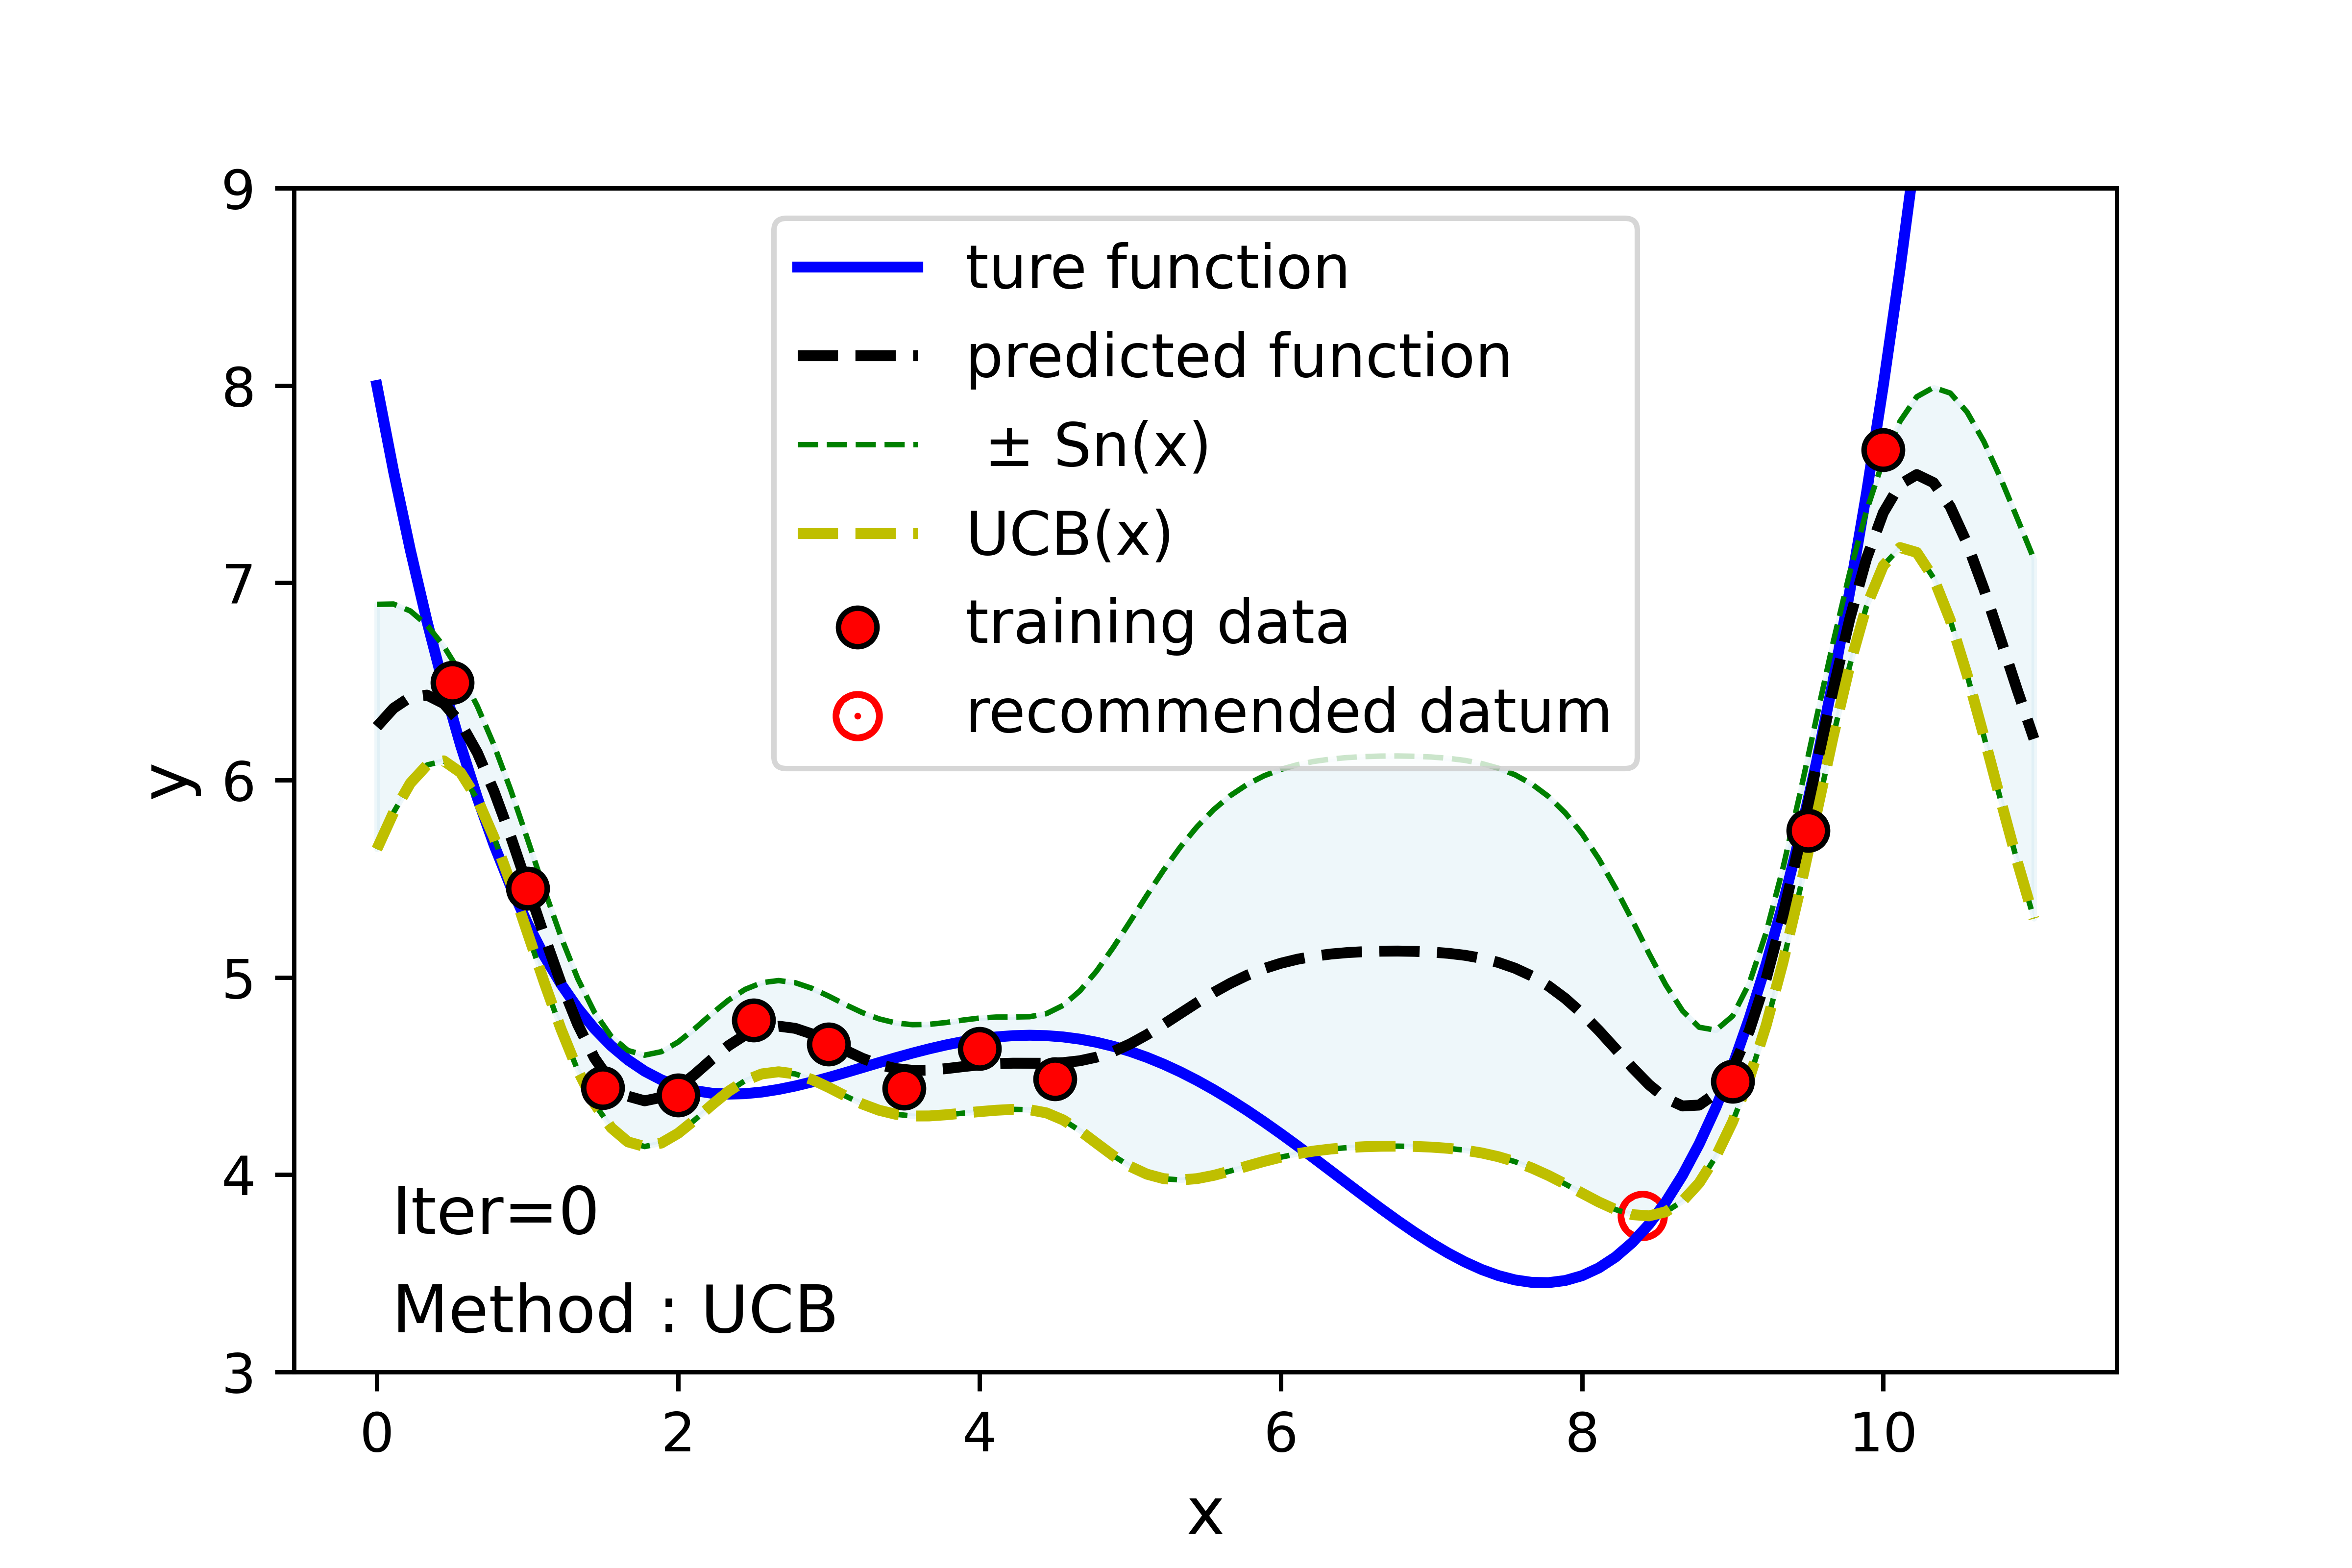 9
8
7
6
5
4
3
y
ture function
predicted function
± Sn(x)
UCB(x)
training data
recommended datum
Iter=0
Method : UCB
0 2 4 6 8 10
x